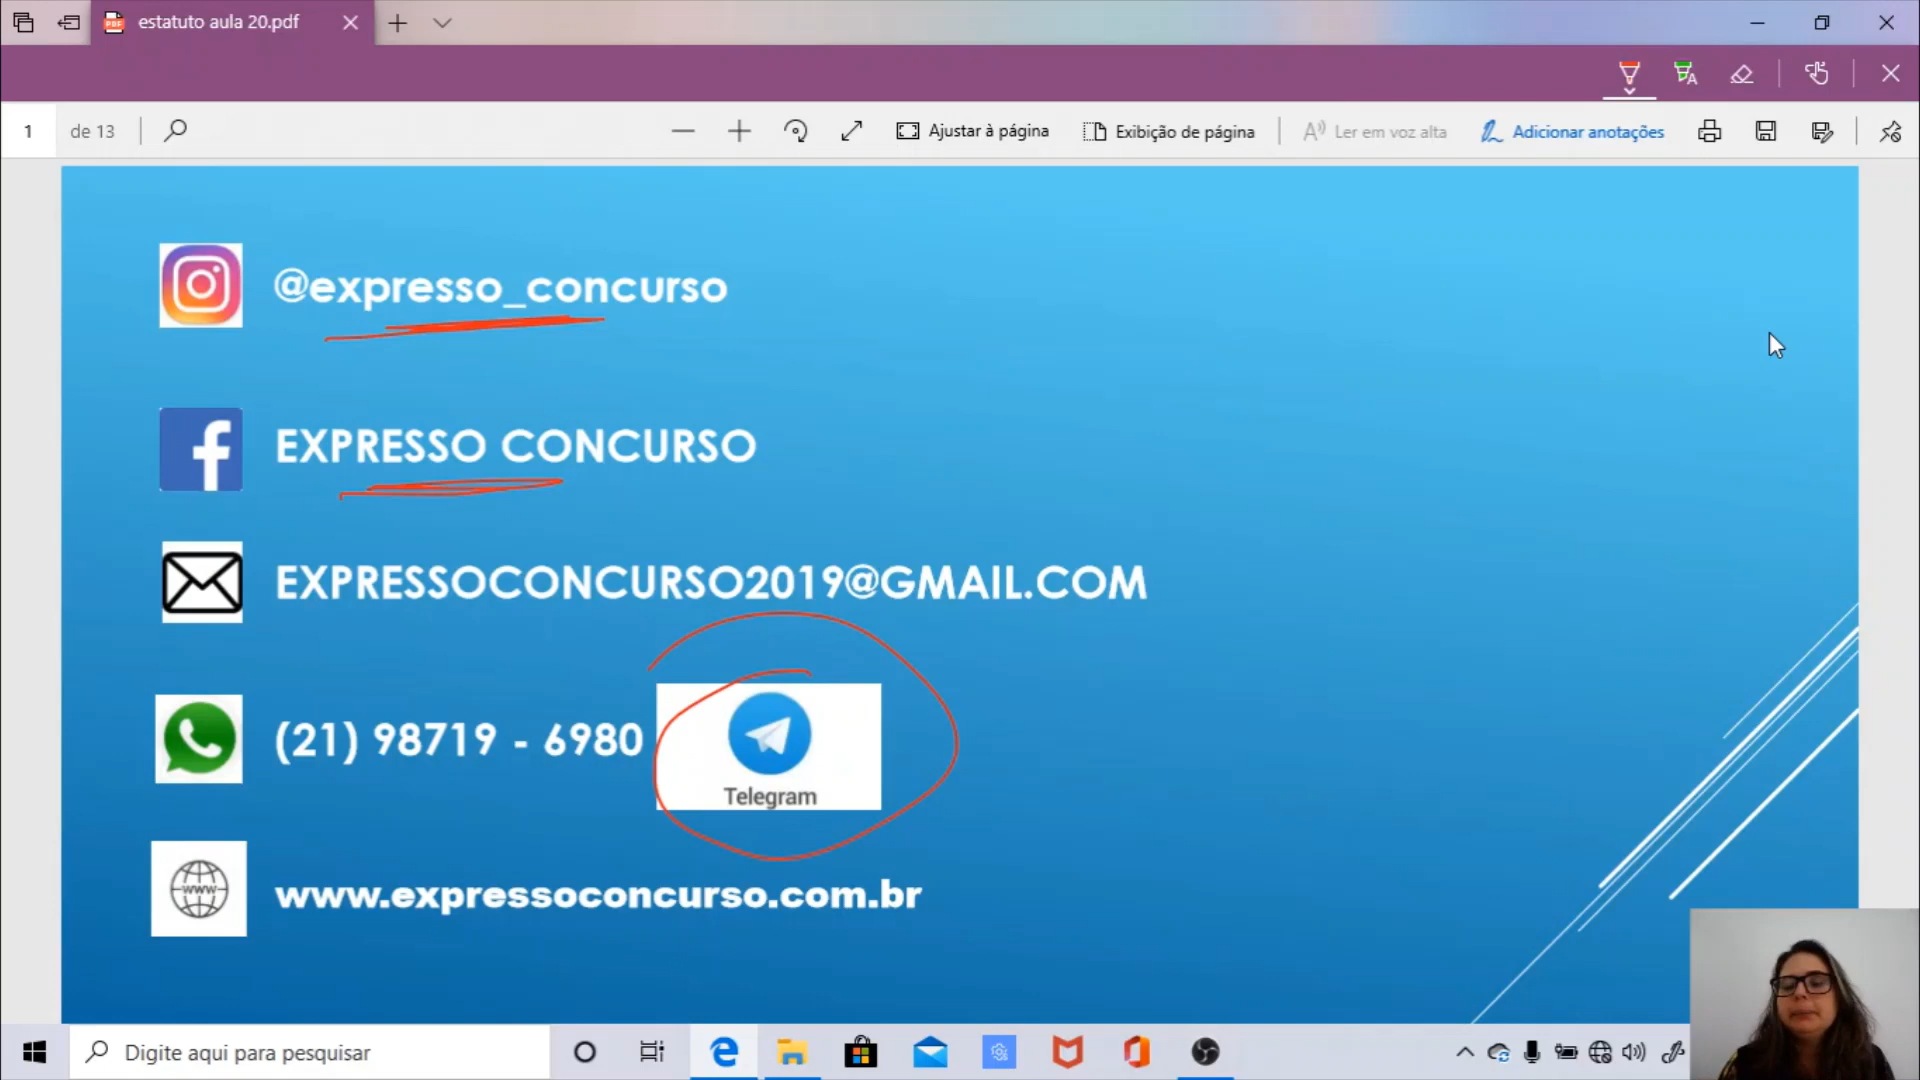 estatuto aula 20.pdf
1 de 13
Ajustar à página
Exibição de página
Ler em voz alta
Adicionar anotações
@expresso_concurso
EXPRESSO CONCURSO
EXPRESSOCONCURSO2019@GMAIL.COM
(21) 98719 - 6980
Telegram
www
www.expressoconcurso.com.br
Digite aqui para pesquisar